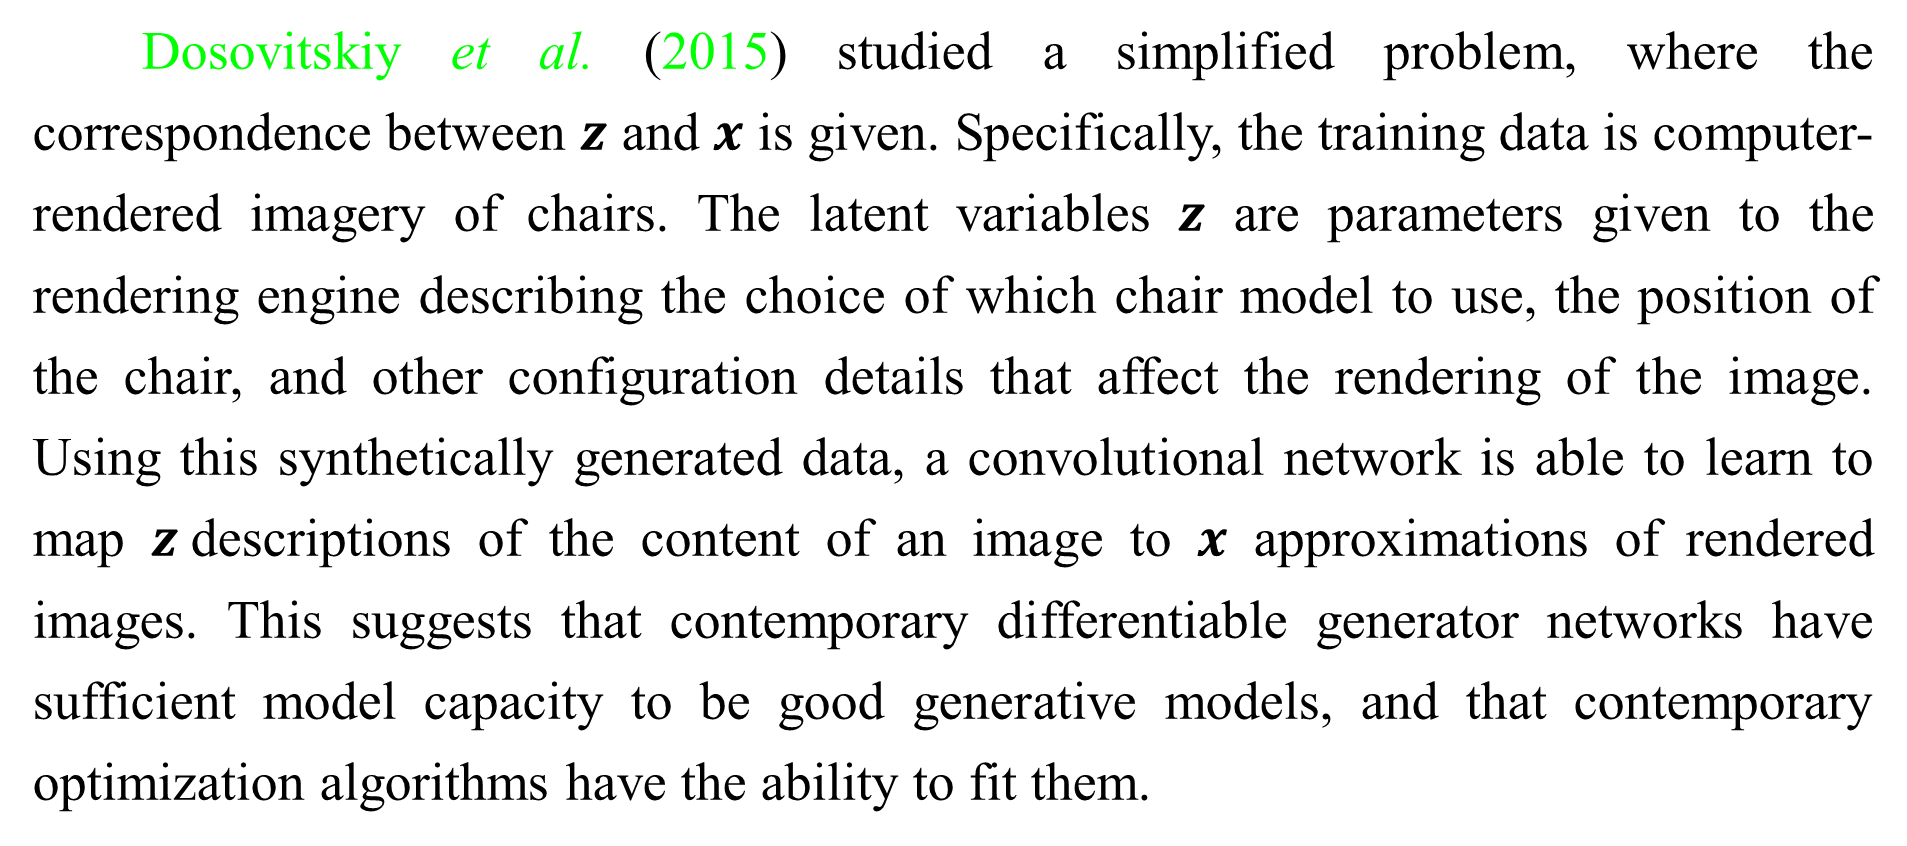 Dosovitskiy et al. (2015) studied a simplified problem, where the
correspondence between z and x is given. Specifically, the training data is computer-
rendered imagery of chairs. The latent variables z are parameters given to the
rendering engine describing the choice of which chair model to use, the position of
the chair, and other configuration details that affect the rendering of the image.
Using this synthetically generated data, a convolutional network is able to learn to
map z descriptions of the content of an image to x approximations of rendered
images. This suggests that contemporary differentiable generator networks have
sufficient model capacity to be good generative models, and that contemporary
optimization algorithms have the ability to fit them.